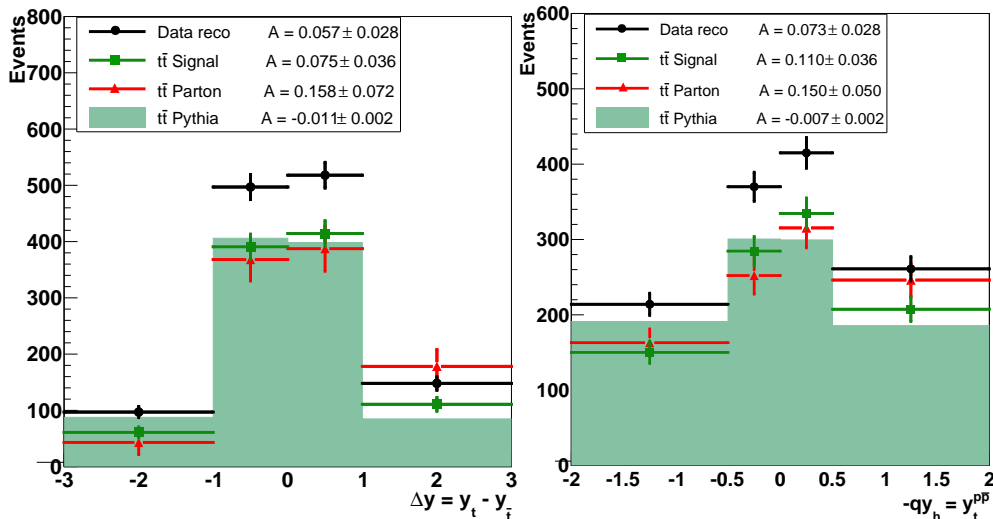 Events
800
700
600
500
400
300
200
100
0
-3 -2 -1 0 1 2 3
Δy = y_t - y_t̄
Data reco A = 0.057± 0.028
tt̄ Signal A = 0.075± 0.036
tt̄ Parton A = 0.158± 0.072
tt̄ Pythia A = -0.011± 0.002
Events
600
500
400
300
200
100
0
-2 -1.5 -1 -0.5 0 0.5 1 1.5 2
-qy_h = y_t^pp̄
Data reco A = 0.073± 0.028
tt̄ Signal A = 0.110± 0.036
tt̄ Parton A = 0.150± 0.050
tt̄ Pythia A = -0.007± 0.002